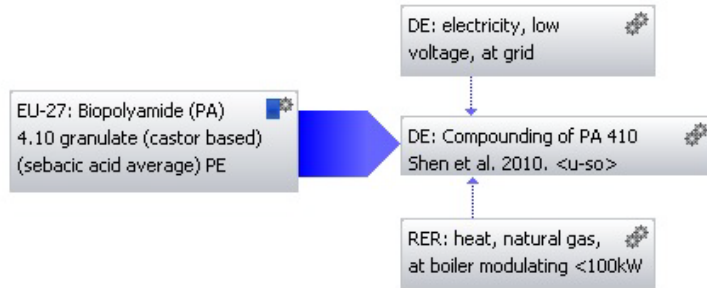 DE: electricity, low
voltage, at grid
EU-27: Biopolyamide (PA)
4.10 granulate (castor based)
(sebacic acid average) PE
DE: Compounding of PA 410
Shen et al. 2010. <u-so>
RER: heat, natural gas,
at boiler modulating <100kW